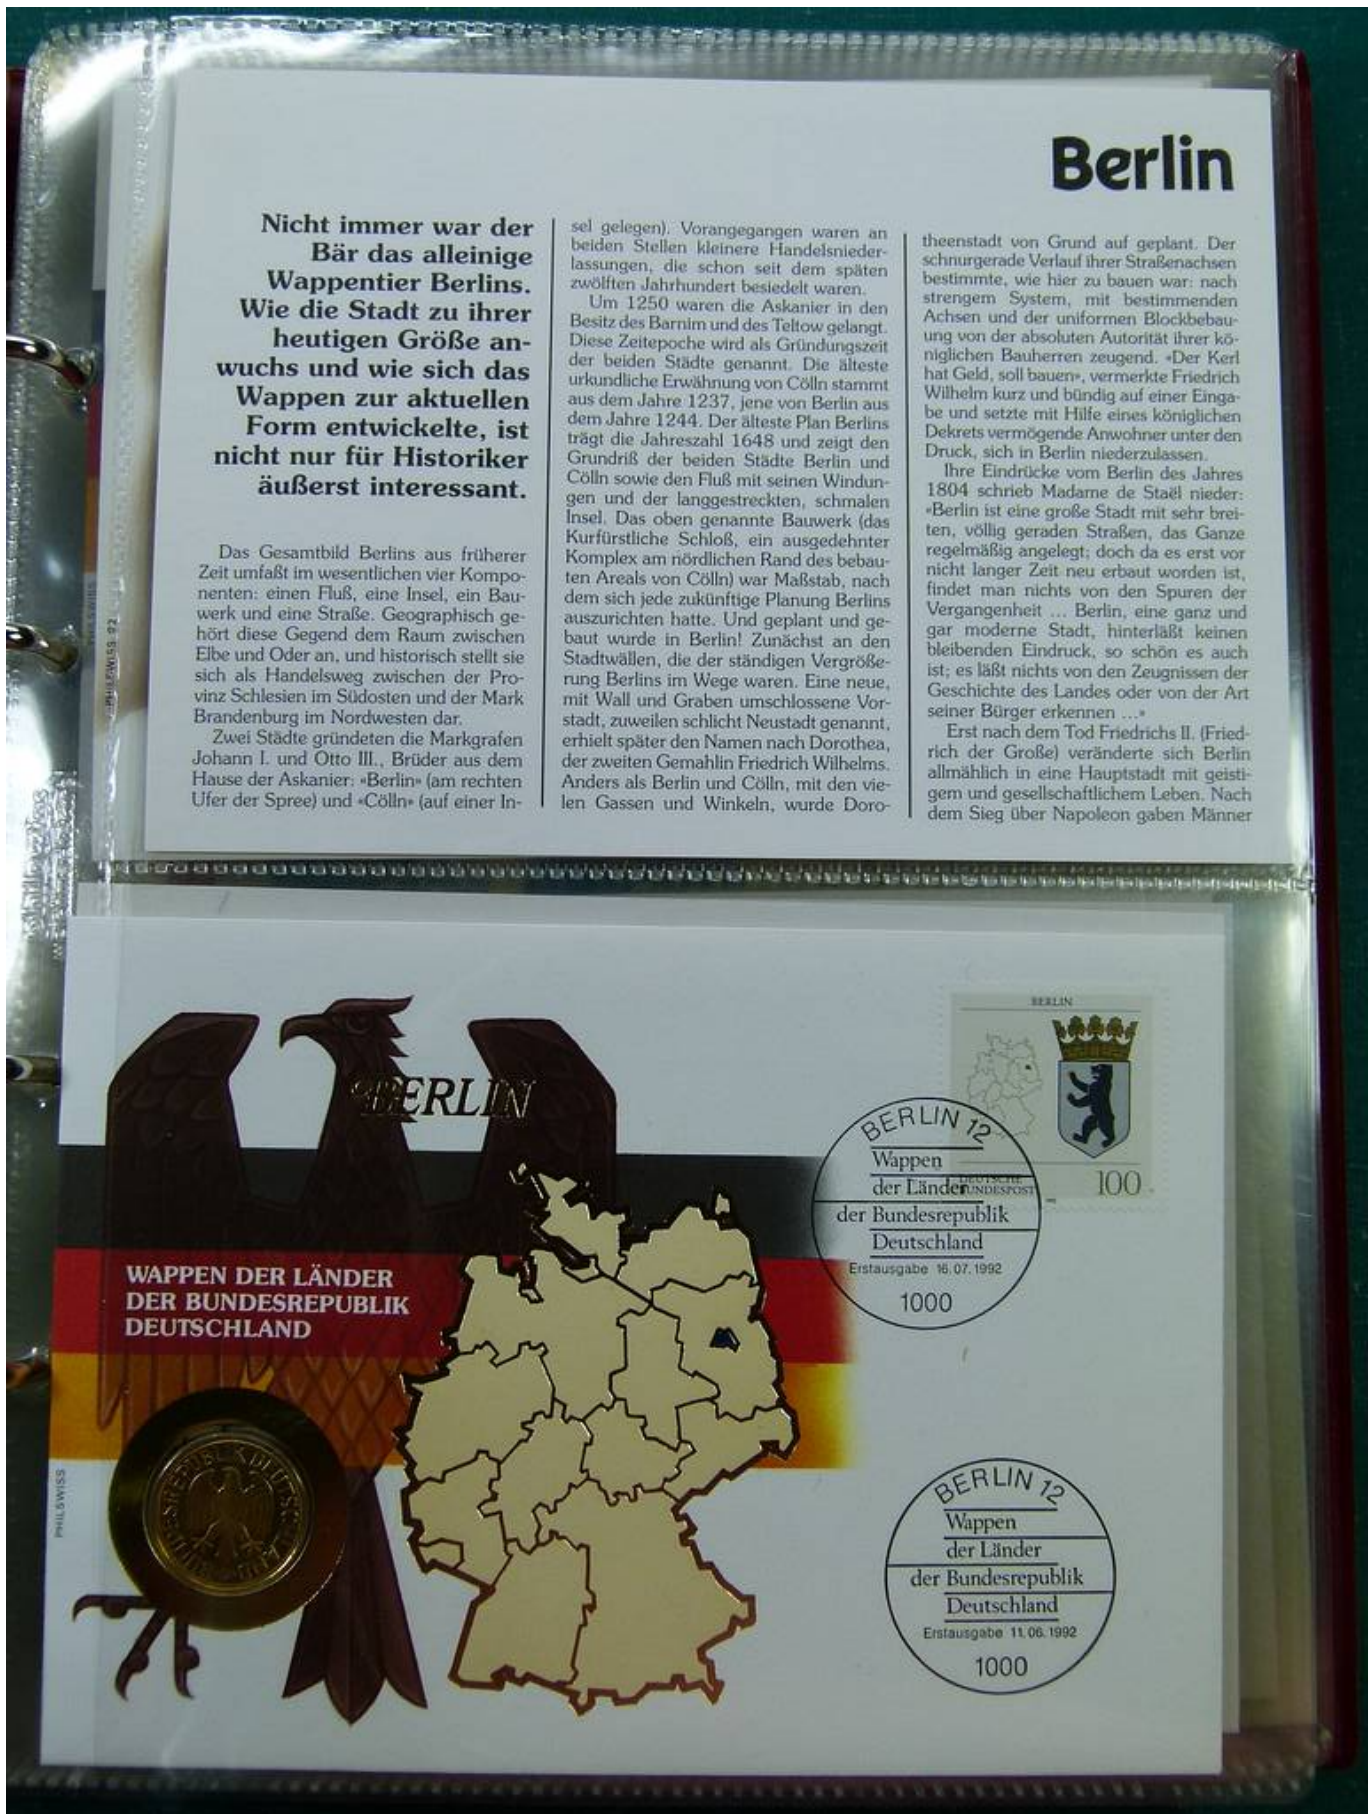 Berlin
Nicht immer war der
Bär das alleinige
Wappentier Berlins.
Wie die Stadt zu ihrer
heutigen Größe an-
wuchs und wie sich das
Wappen zur aktuellen
Form entwickelte, ist
nicht nur für Historiker
äußerst interessant.
Das Gesamtbild Berlins aus früherer
Zeit umfaßt im wesentlichen vier Kompo-
nenten: einen Fluß, eine Insel, ein Bau-
werk und eine Straße. Geographisch ge-
hört diese Gegend dem Raum zwischen
Elbe und Oder an, und historisch stellt sie
sich als Handelsweg zwischen der Pro-
vinz Schlesien im Südosten und der Mark
Brandenburg im Nordwesten dar.
Zwei Städte gründeten die Markgrafen
Johann I. und Otto III., Brüder aus dem
Hause der Askanier: «Berlin» (am rechten
Ufer der Spree) und «Cölln» (auf einer In-
sel gelegen). Vorangegangen waren an
beiden Stellen kleinere Handelsnieder-
lassungen, die schon seit dem späten
zwölften Jahrhundert besiedelt waren.
Um 1250 waren die Askanier in den
Besitz des Barnim und des Teltow gelangt.
Diese Zeitepoche wird als Gründungszeit
der beiden Städte genannt. Die älteste
urkundliche Erwähnung von Cölln stammt
aus dem Jahre 1237, jene von Berlin aus
dem Jahre 1244. Der älteste Plan Berlins
trägt die Jahreszahl 1648 und zeigt den
Grundriß der beiden Städte Berlin und
Cölln sowie den Fluß mit seinen Windun-
gen und der langgestreckten, schmalen
Insel. Das oben genannte Bauwerk (das
Kurfürstliche Schloß, ein ausgedehnter
Komplex am nördlichen Rand des bebau-
ten Areals von Cölln) war Maßstab, nach
dem sich jede zukünftige Planung Berlins
auszurichten hatte. Und geplant und ge-
baut wurde in Berlin! Zunächst an den
Stadtwällen, die der ständigen Vergröße-
rung Berlins im Wege waren. Eine neue,
mit Wall und Graben umschlossene Vor-
stadt, zuweilen schlicht Neustadt genannt,
erhielt später den Namen nach Dorothea,
der zweiten Gemahlin Friedrich Wilhelms.
Anders als Berlin und Cölln, mit den vie-
len Gassen und Winkeln, wurde Doro-
theenstadt von Grund auf geplant. Der
schnurgerade Verlauf ihrer Straßenachsen
bestimmte, wie hier zu bauen war: nach
strengem System, mit bestimmenden
Achsen und der uniformen Blockbebau-
ung von der absoluten Autorität ihrer kö-
niglichen Bauherren zeugend. «Der Kerl
hat Geld, soll bauen», vermerkte Friedrich
Wilhelm kurz und bündig auf einer Einga-
be und setzte mit Hilfe eines königlichen
Dekrets vermögende Anwohner unter den
Druck, sich in Berlin niederzulassen.
Ihre Eindrücke vom Berlin des Jahres
1804 schrieb Madame de Staël nieder:
«Berlin ist eine große Stadt mit sehr brei-
ten, völlig geraden Straßen, das Ganze
regelmäßig angelegt; doch da es erst vor
nicht langer Zeit neu erbaut worden ist,
findet man nichts von den Spuren der
Vergangenheit ... Berlin, eine ganz und
gar moderne Stadt, hinterläßt keinen
bleibenden Eindruck, so schön es auch
ist; es läßt nichts von den Zeugnissen der
Geschichte des Landes oder von der Art
seiner Bürger erkennen ...»
Erst nach dem Tod Friedrichs II. (Fried-
rich der Große) veränderte sich Berlin
allmählich in eine Hauptstadt mit geisti-
gem und gesellschaftlichem Leben. Nach
dem Sieg über Napoleon gaben Männer
PHILSWISS 92
BERLIN
BERLIN
DEUTSCHE
BUNDESPOST
100
BERLIN 12
Wappen
der Länder
der Bundesrepublik
Deutschland
Erstausgabe 16.07.1992
1000
WAPPEN DER LÄNDER
DER BUNDESREPUBLIK
DEUTSCHLAND
PHILSWISS
BUNDESREPUBLIK DEUTSCHLAND
BERLIN 12
Wappen
der Länder
der Bundesrepublik
Deutschland
Erstausgabe 11.06.1992
1000